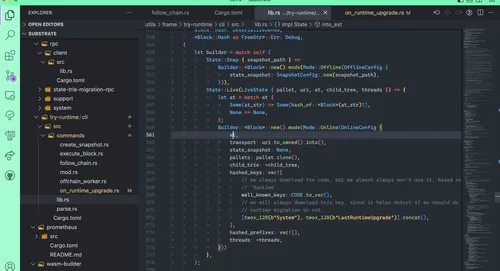 EXPLORER
OPEN EDITORS
SUBSTRATE
rpc
client
src
lib.rs
Cargo.toml
state-trie-migration-rpc
support
system
try-runtime / cli
src
commands
create_snapshot.rs
execute_block.rs
follow_chain.rs
mod.rs
offchain_worker.rs
on_runtime_upgrade.rs
lib.rs
parse.rs
Cargo.toml
prometheus
src
Cargo.toml
wasm-builder
follow_chain.rs
lib.rs .../try-runtime/...
on_runtime_upgrade.rs
utils > frame > try-runtime > cli > src > lib.rs > impl State > into_ext
Block::Hash: DeserializeOwned,
<Block::Hash as FromStr>::Err: Debug,
{
let builder = match self {
State::Snap { snapshot_path } =>
Builder::<Block>::new().mode(Mode::Offline(OfflineConfig {
state_snapshot: SnapshotConfig::new(snapshot_path),
})),
State::Live(LiveState { pallet, uri, at, child_tree, threads }) => {
let at = match at {
Some(at_str) => Some(hash_of::<Block>(at_str)?),
None => None,
};
Builder::<Block>::new().mode(Mode::Online(OnlineConfig {
561
transport: uri.to_owned().into(),
state_snapshot: None,
pallets: pallet.clone(),
child_trie: *child_tree,
hashed_keys: vec![
// we always download the code, but we almost always won't use it, based on
// `Runtime`.
well_known_keys::CODE.to_vec(),
// we will always download this key, since it helps detect if we should do
// runtime migration or not.
[twox_128(b"System"), twox_128(b"LastRuntimeUpgrade")].concat(),
],
hashed_prefixes: vec![],
threads: *threads,
}))
},
};